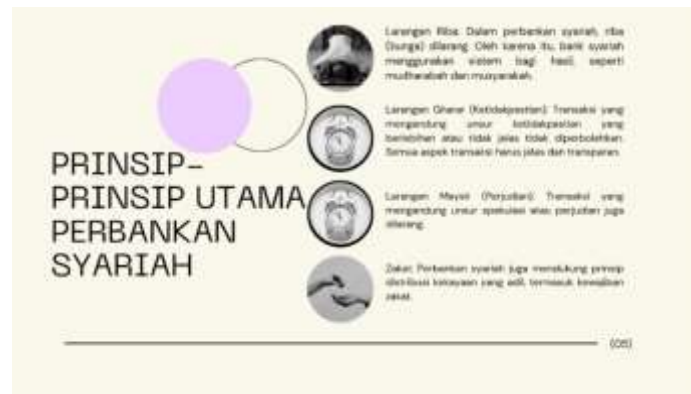 PRINSIP-
PRINSIP UTAMA
PERBANKAN
SYARIAH
Larangan Riba: Dalam perbankan syariah, riba
(bunga) dilarang. Oleh karena itu, bank syariah
menggunakan sistem bagi hasil, seperti
mudharabah dan musyarakah.
Larangan Gharar (Ketidakpastian): Transaksi yang
mengandung unsur ketidakpastian yang
berlebihan atau tidak jelas tidak diperbolehkan.
Semua aspek transaksi harus jelas dan transparan.
Larangan Maysir (Perjudian): Transaksi yang
mengandung unsur spekulasi atau perjudian juga
dilarang.
Zakat: Perbankan syariah juga mendukung prinsip
distribusi kekayaan yang adil, termasuk kewajiban
zakat.
(05)